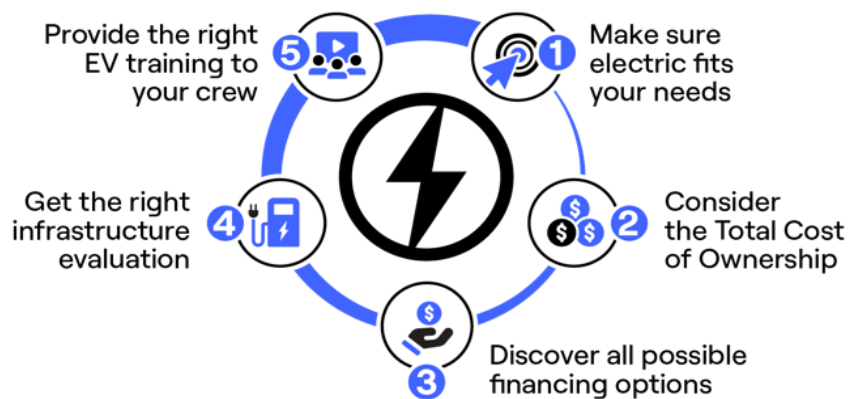 1
Make sure
electric fits
your needs
2
Consider
the Total Cost
of Ownership
$
$
$
3
Discover all possible
financing options
$
4
Get the right
infrastructure
evaluation
5
Provide the right
EV training to
your crew